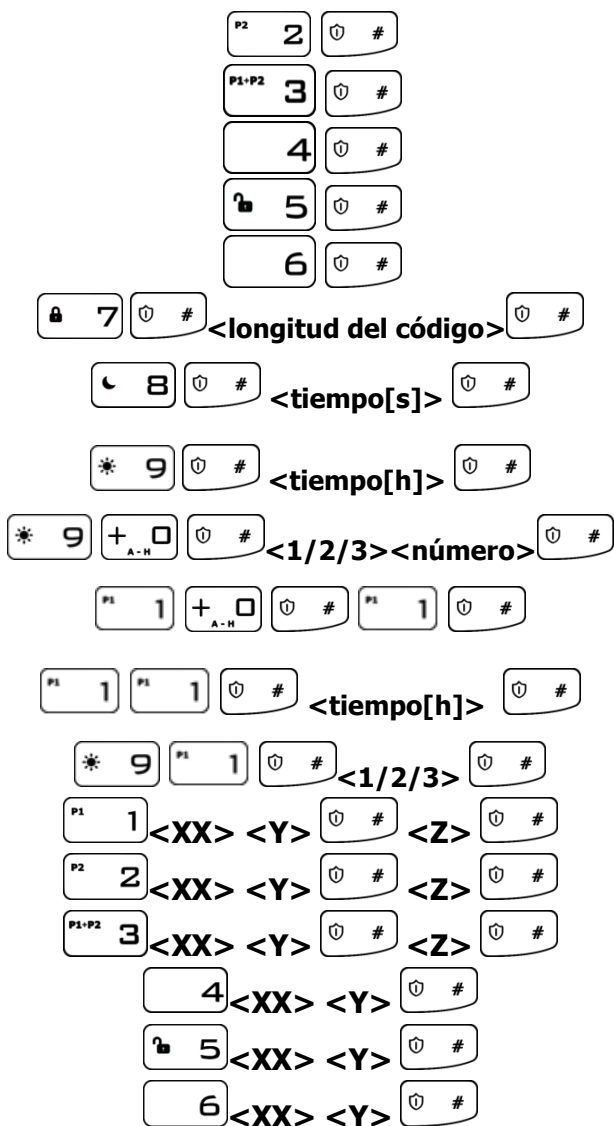 P2 2 #
P1+P2 3 #
4 #
5 #
6 #
7 # <longitud del código> #
8 # <tiempo[s]> #
9 # <tiempo[h]> #
9 + A - H 0 # <1/2/3><número> #
P1 1 + A - H 0 # P1 1 #
P1 1 P1 1 # <tiempo[h]> #
9 P1 1 # <1/2/3> #
P1 1 <XX> <Y> # <Z> #
P2 2 <XX> <Y> # <Z> #
P1+P2 3 <XX> <Y> # <Z> #
4 <XX> <Y> #
5 <XX> <Y> #
6 <XX> <Y> #